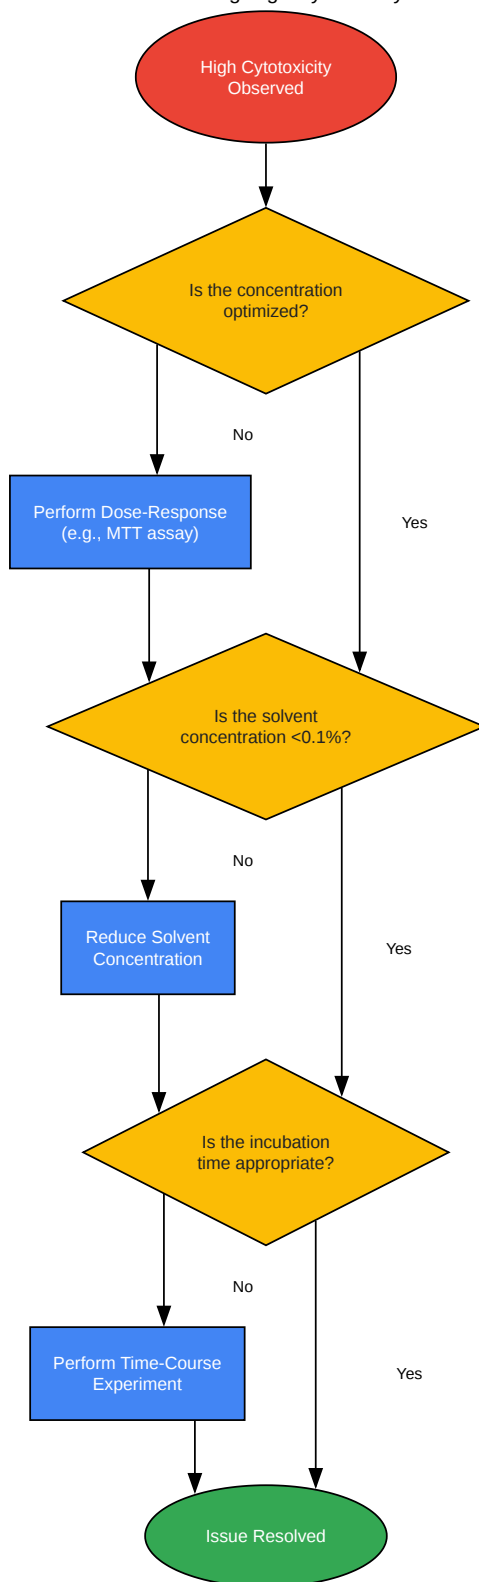 High Cytotoxicity
Observed
Is the concentration
optimized?
No
Perform Dose-Response
(e.g., MTT assay)
Yes
Is the solvent
concentration <0.1%?
No
Reduce Solvent
Concentration
Yes
Is the incubation
time appropriate?
No
Perform Time-Course
Experiment
Yes
Issue Resolved